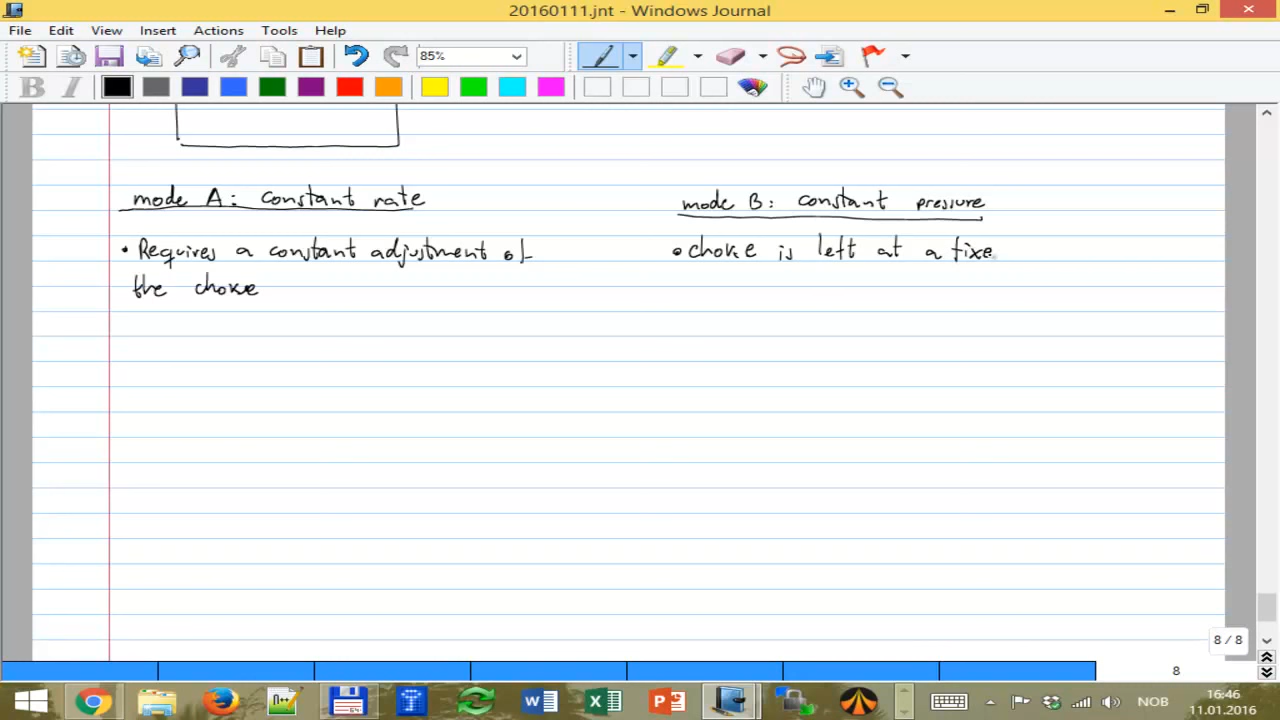 20160111.jnt - Windows Journal
File Edit View Insert Actions Tools Help
85%
B I
mode A: constant rate
mode B: constant pressure
• Requires a constant adjustment of
the choke
• choke is left at a fixe
8 / 8
8
NOB
16:46
11.01.2016